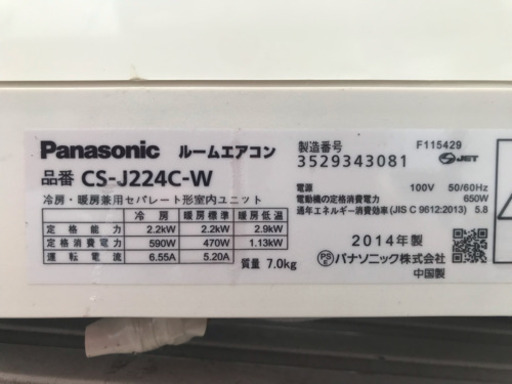 Panasonic ルームエアコン
品番 CS-J224C-W
冷房・暖房兼用セパレート形室内ユニット
冷房 暖房標準 暖房低温
定格能力 2.2kW 2.2kW 2.9kW
定格消費電力 590W 470W 1.13kW
運転電流 6.55A 5.20A
質量 7.0kg
製造番号 F115429
3529343081 JET
電源 100V 50/60Hz
電動機の定格消費電力 650W
通年エネルギー消費効率(JIS C 9612:2013) 5.8
2014年製
PSE パナソニック株式会社
中国製